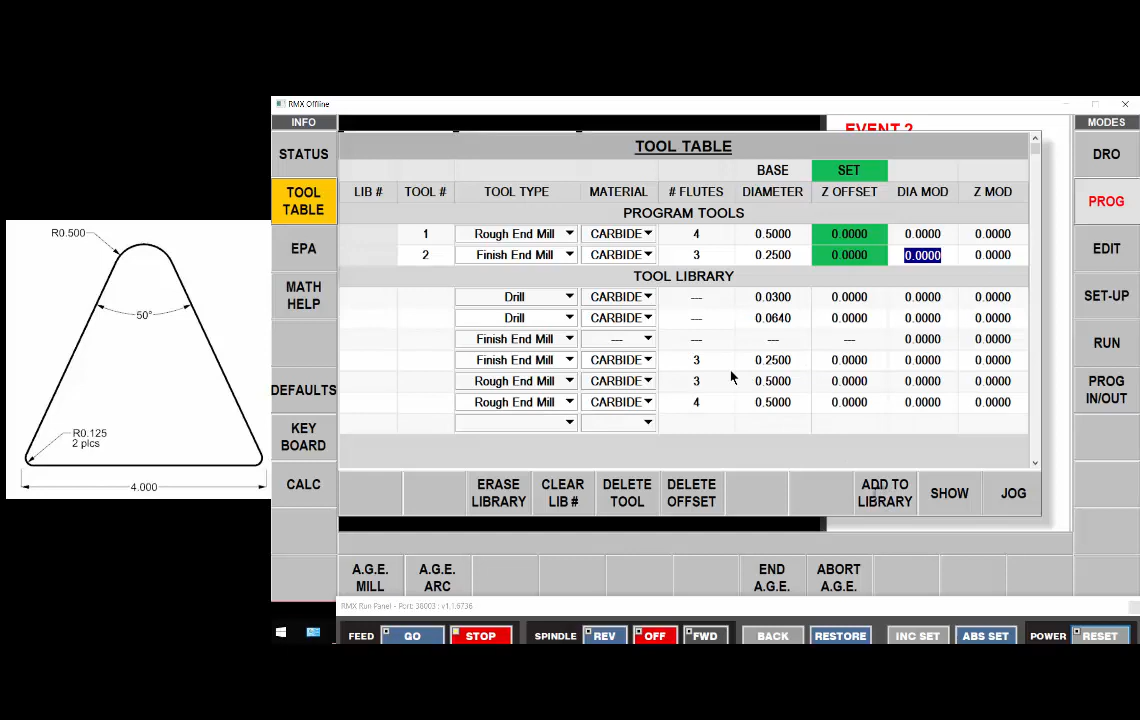 R0.500
50°
R0.125
2 plcs
4.000
RMX Offline
INFO
STATUS
TOOL
TABLE
EPA
MATH
HELP
DEFAULTS
KEY
BOARD
CALC
EVENT 2
TOOL TABLE
BASE SET
LIB # TOOL # TOOL TYPE MATERIAL # FLUTES DIAMETER Z OFFSET DIA MOD Z MOD
PROGRAM TOOLS
1 Rough End Mill CARBIDE 4 0.5000 0.0000 0.0000 0.0000
2 Finish End Mill CARBIDE 3 0.2500 0.0000 0.0000 0.0000
TOOL LIBRARY
Drill CARBIDE --- 0.0300 0.0000 0.0000 0.0000
Drill CARBIDE --- 0.0640 0.0000 0.0000 0.0000
Finish End Mill --- --- --- --- 0.0000 0.0000
Finish End Mill CARBIDE 3 0.2500 0.0000 0.0000 0.0000
Rough End Mill CARBIDE 3 0.5000 0.0000 0.0000 0.0000
Rough End Mill CARBIDE 4 0.5000 0.0000 0.0000 0.0000
ERASE
LIBRARY
CLEAR
LIB #
DELETE
TOOL
DELETE
OFFSET
ADD TO
LIBRARY
SHOW
JOG
MODES
DRO
PROG
EDIT
SET-UP
RUN
PROG
IN/OUT
A.G.E.
MILL
A.G.E.
ARC
END
A.G.E.
ABORT
A.G.E.
RMX Run Panel - Port: 38003 : v1.1.6736
FEED GO STOP SPINDLE REV OFF FWD BACK RESTORE INC SET ABS SET POWER RESET